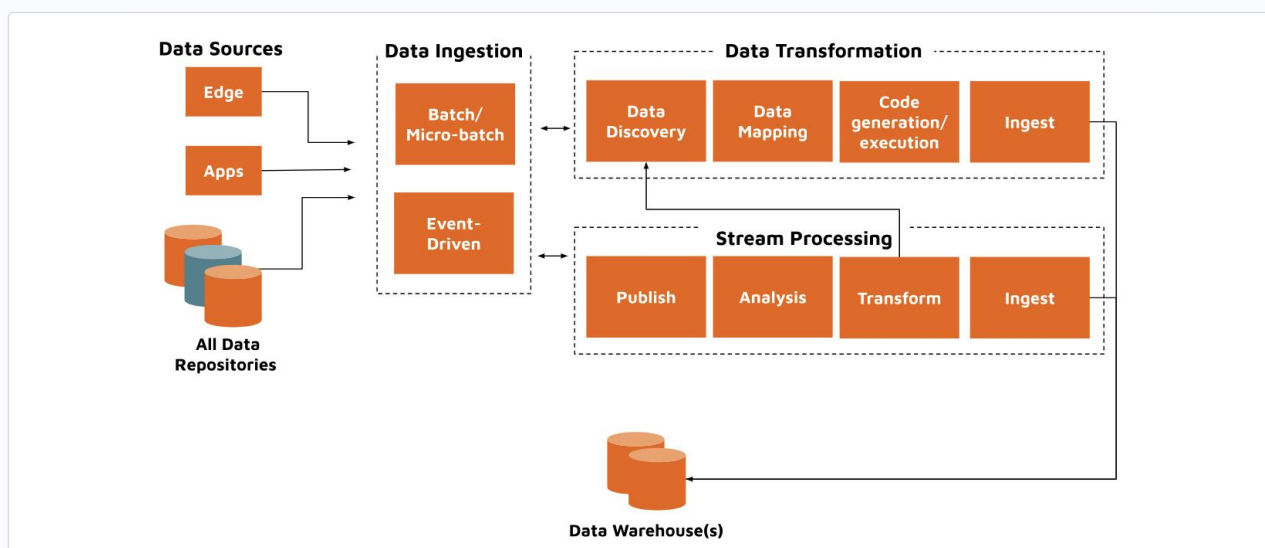 Data Sources
Edge
Apps
All Data
Repositories
Data Ingestion
Batch/
Micro-batch
Event-
Driven
Data Transformation
Data
Discovery
Data
Mapping
Code
generation/
execution
Ingest
Stream Processing
Publish
Analysis
Transform
Ingest
Data Warehouse(s)